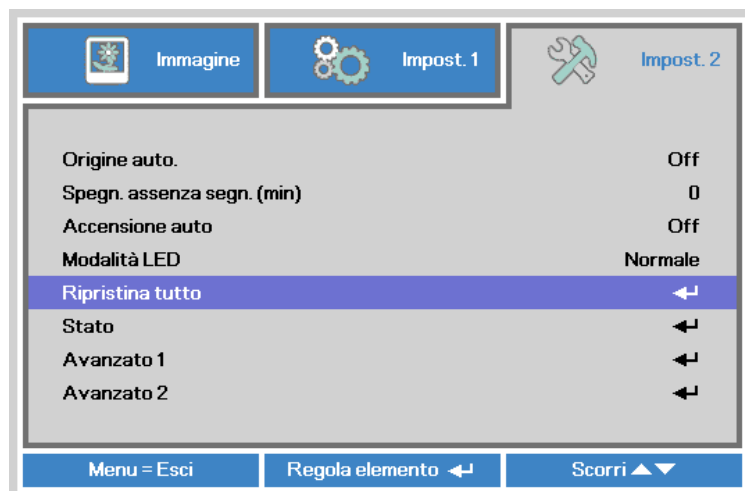 Immagine Impost. 1 Impost. 2
Origine auto. Off
Spegn. assenza segn. (min) 0
Accensione auto Off
Modalità LED Normale
Ripristina tutto
Stato
Avanzato 1
Avanzato 2
Menu = Esci Regola elemento Scorri